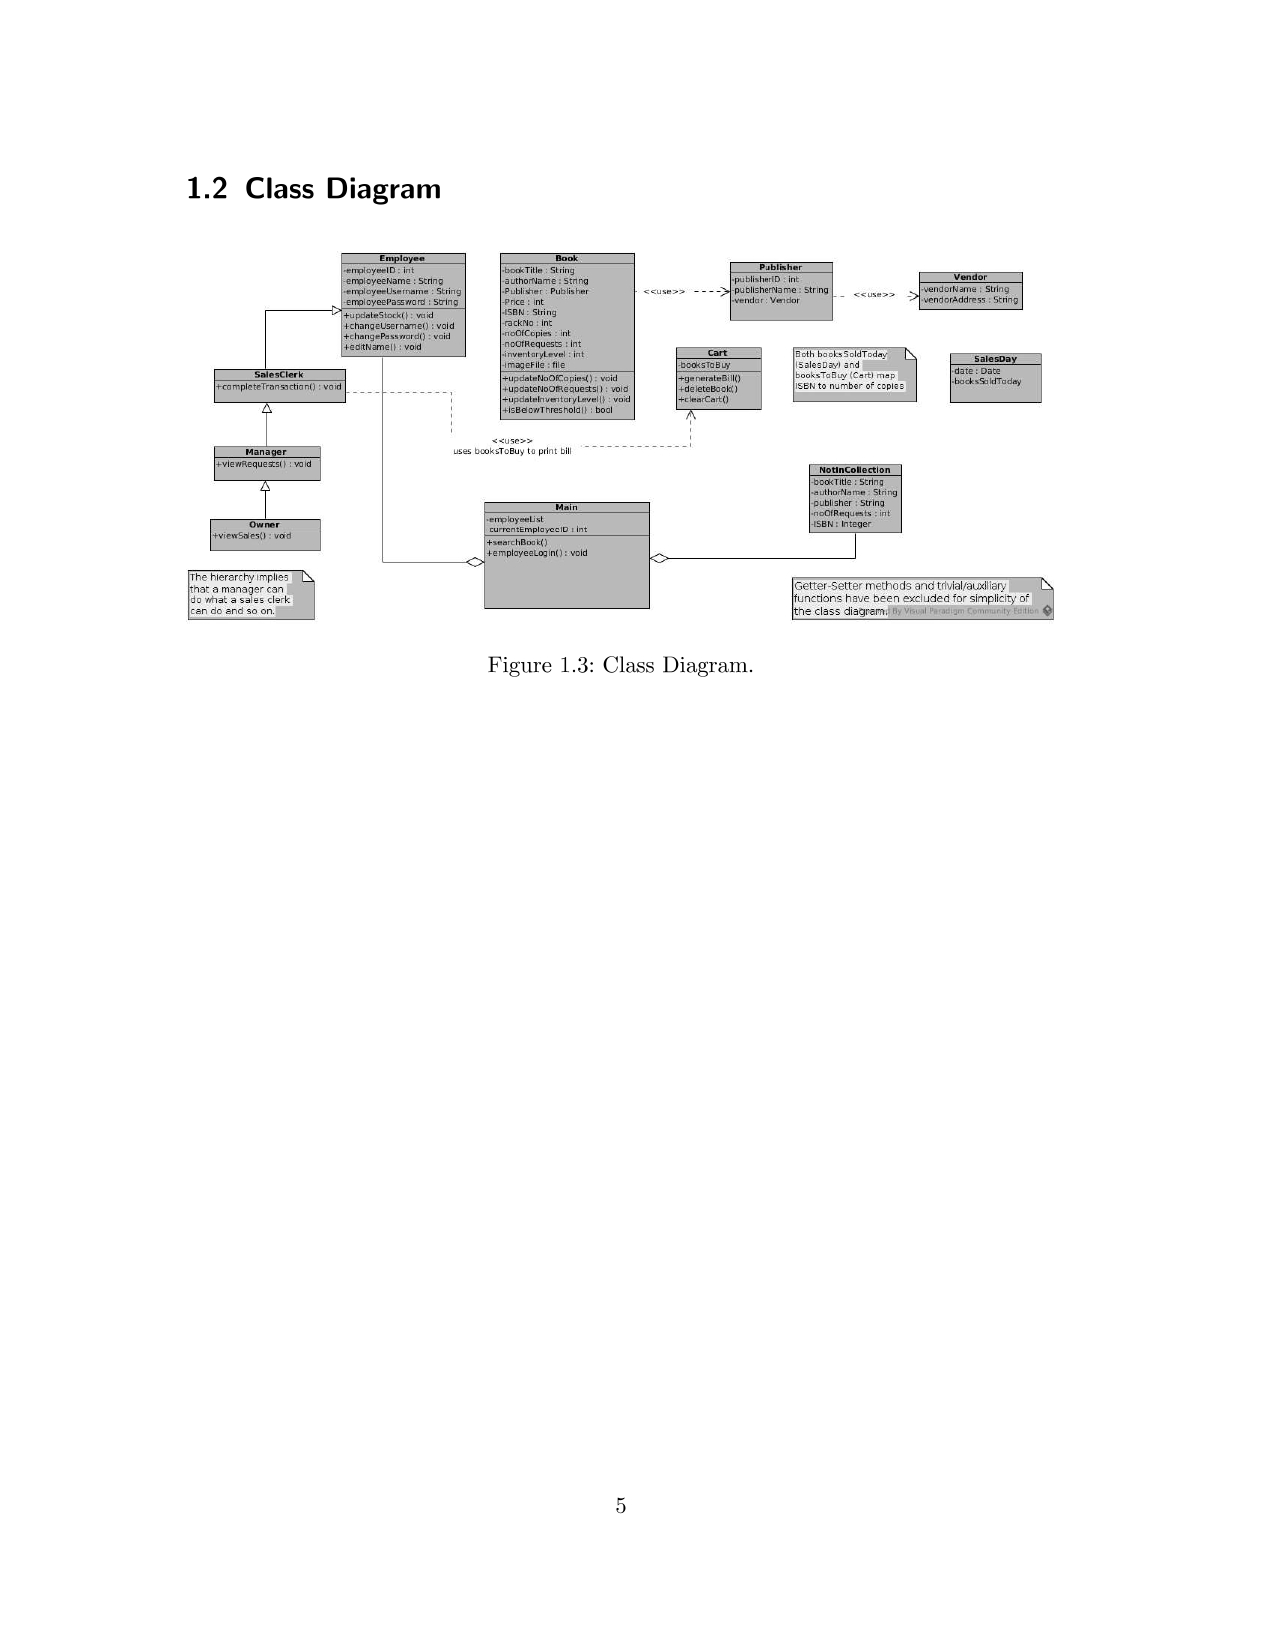 1.2 Class Diagram
Employee
-employeeID : int
-employeeName : String
-employeeUsername : String
-employeePassword : String
+updateStock() : void
+changeUsername() : void
+changePassword() : void
+editName() : void
Book
-bookTitle : String
-authorName : String
-Publisher : Publisher
-Price : int
-ISBN : String
-rackNo : int
-noOfCopies : int
-noOfRequests : int
-inventoryLevel : int
-imageFile : file
+updateNoOfCopies() : void
+updateNoOfRequests() : void
+updateInventoryLevel() : void
+isBelowThreshold() : bool
<<use>>
Publisher
-publisherID : int
-publisherName : String
-vendor : Vendor
<<use>>
Vendor
-vendorName : String
-vendorAddress : String
SalesClerk
+completeTransaction() : void
Cart
-booksToBuy
+generateBill()
+deleteBook()
+clearCart()
Both booksSoldToday
(SalesDay) and
booksToBuy (Cart) map
ISBN to number of copies
SalesDay
-date : Date
-booksSoldToday
<<use>>
uses booksToBuy to print bill
Manager
+viewRequests() : void
NotInCollection
-bookTitle : String
-authorName : String
-publisher : String
-noOfRequests : int
-ISBN : Integer
Owner
+viewSales() : void
Main
-employeeList
currentEmployeeID : int
+searchBook()
+employeeLogin() : void
The hierarchy implies
that a manager can
do what a sales clerk
can do and so on.
Getter-Setter methods and trivial/auxiliary
functions have been excluded for simplicity of
the class diagram.
By Visual Paradigm Community Edition
Figure 1.3: Class Diagram.
5